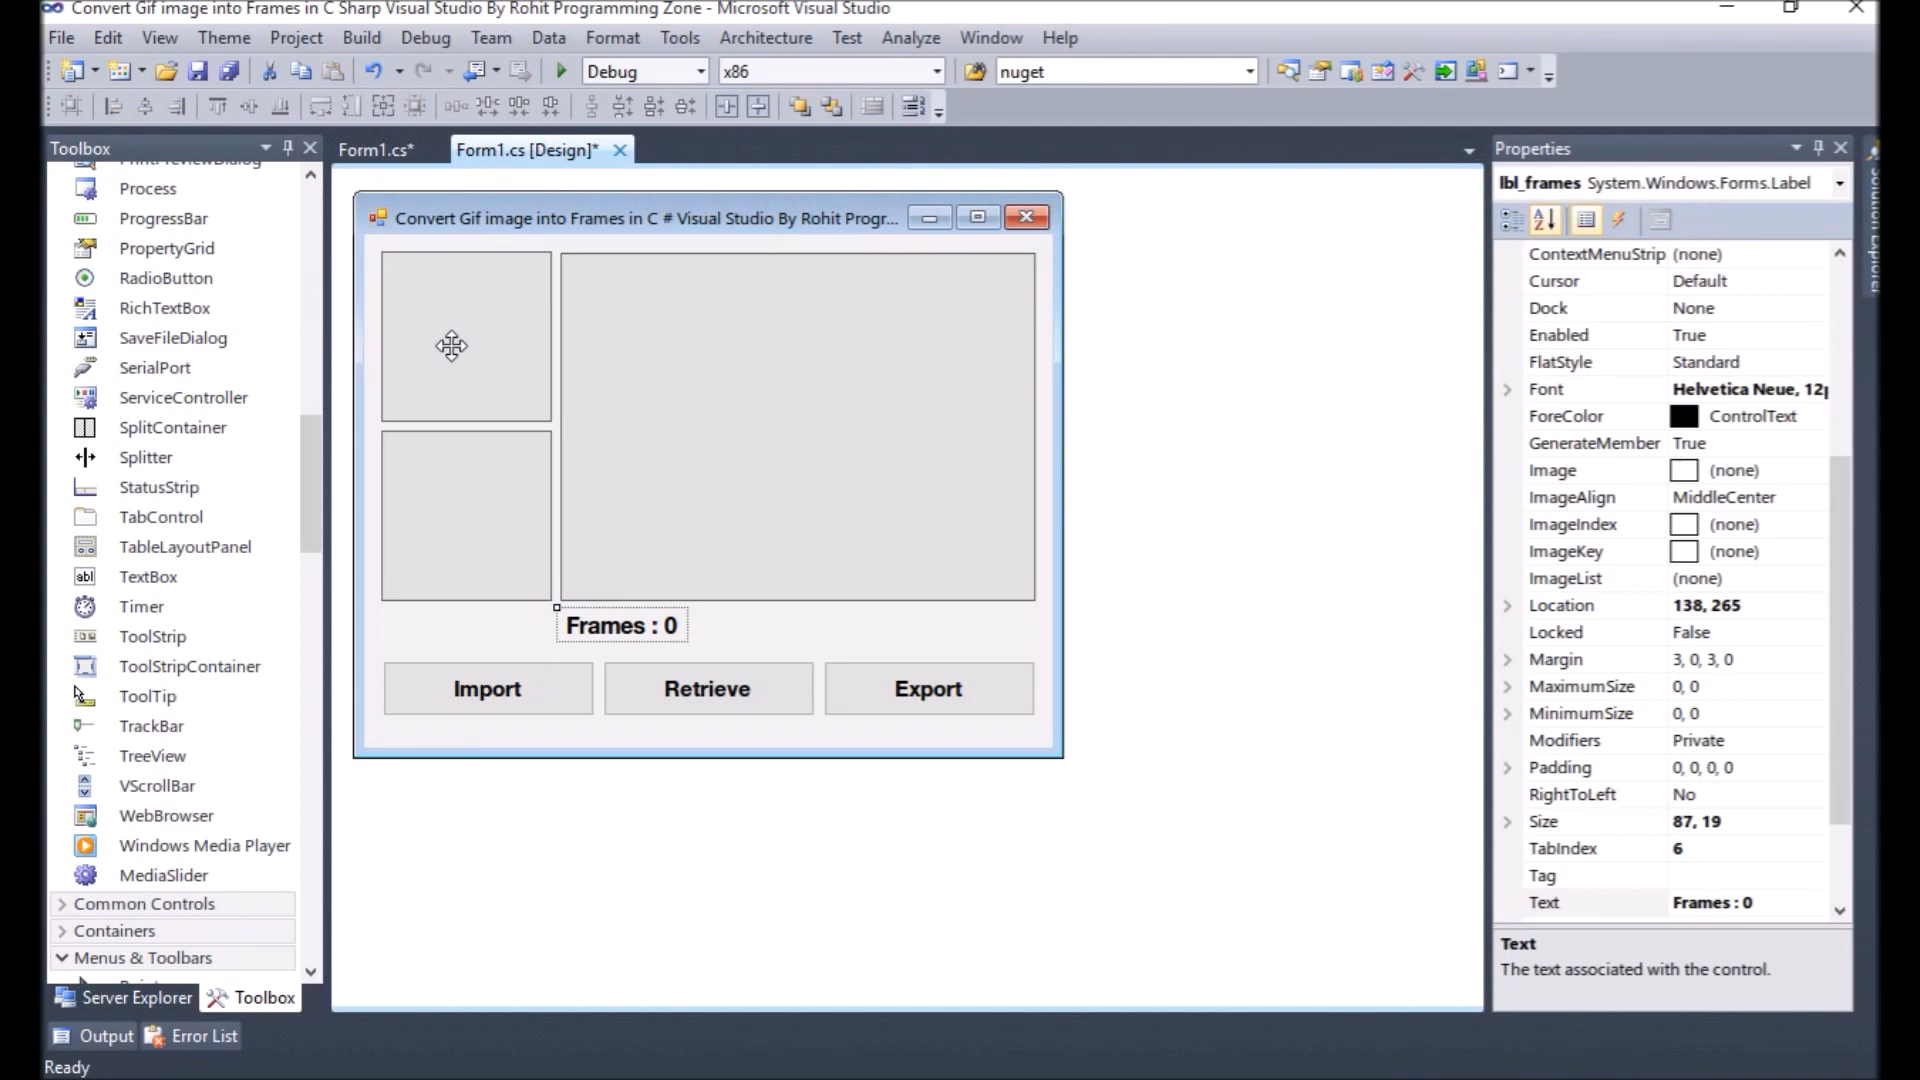 Convert Gif image into Frames in C Sharp Visual Studio By Rohit Programming Zone - Microsoft Visual Studio
File Edit View Theme Project Build Debug Team Data Format Tools Architecture Test Analyze Window Help
Debug x86 nuget
Toolbox
PrintPreviewDialog
Process
ProgressBar
PropertyGrid
RadioButton
RichTextBox
SaveFileDialog
SerialPort
ServiceController
SplitContainer
Splitter
StatusStrip
TabControl
TableLayoutPanel
abl TextBox
Timer
ToolStrip
ToolStripContainer
ToolTip
TrackBar
TreeView
VScrollBar
WebBrowser
Windows Media Player
MediaSlider
Common Controls
Containers
Menus & Toolbars
Server Explorer Toolbox
Output Error List
Ready
Form1.cs* Form1.cs [Design]*
Convert Gif image into Frames in C # Visual Studio By Rohit Progr...
Frames : 0
Import Retrieve Export
Properties
lbl_frames System.Windows.Forms.Label
ContextMenuStrip (none)
Cursor Default
Dock None
Enabled True
FlatStyle Standard
Font Helvetica Neue, 12p
ForeColor ControlText
GenerateMember True
Image (none)
ImageAlign MiddleCenter
ImageIndex (none)
ImageKey (none)
ImageList (none)
Location 138, 265
Locked False
Margin 3, 0, 3, 0
MaximumSize 0, 0
MinimumSize 0, 0
Modifiers Private
Padding 0, 0, 0, 0
RightToLeft No
Size 87, 19
TabIndex 6
Tag
Text Frames : 0
Text
The text associated with the control.
Solution Explorer